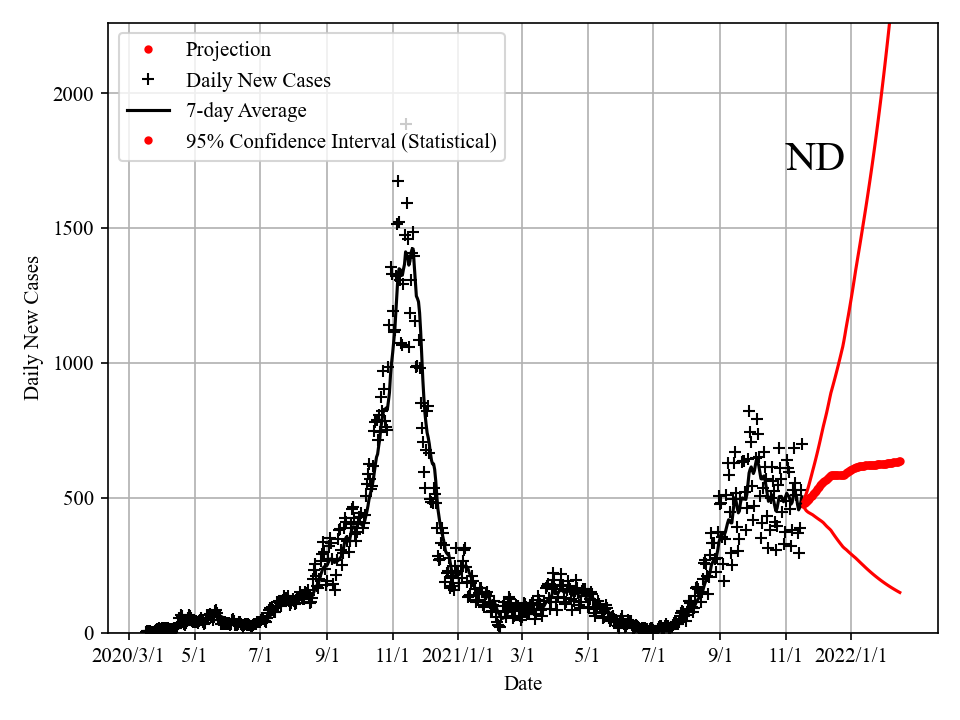 Projection
Daily New Cases
7-day Average
95% Confidence Interval (Statistical)
ND
2000
1500
1000
500
0
Daily New Cases
2020/3/1 5/1 7/1 9/1 11/1 2021/1/1 3/1 5/1 7/1 9/1 11/1 2022/1/1
Date